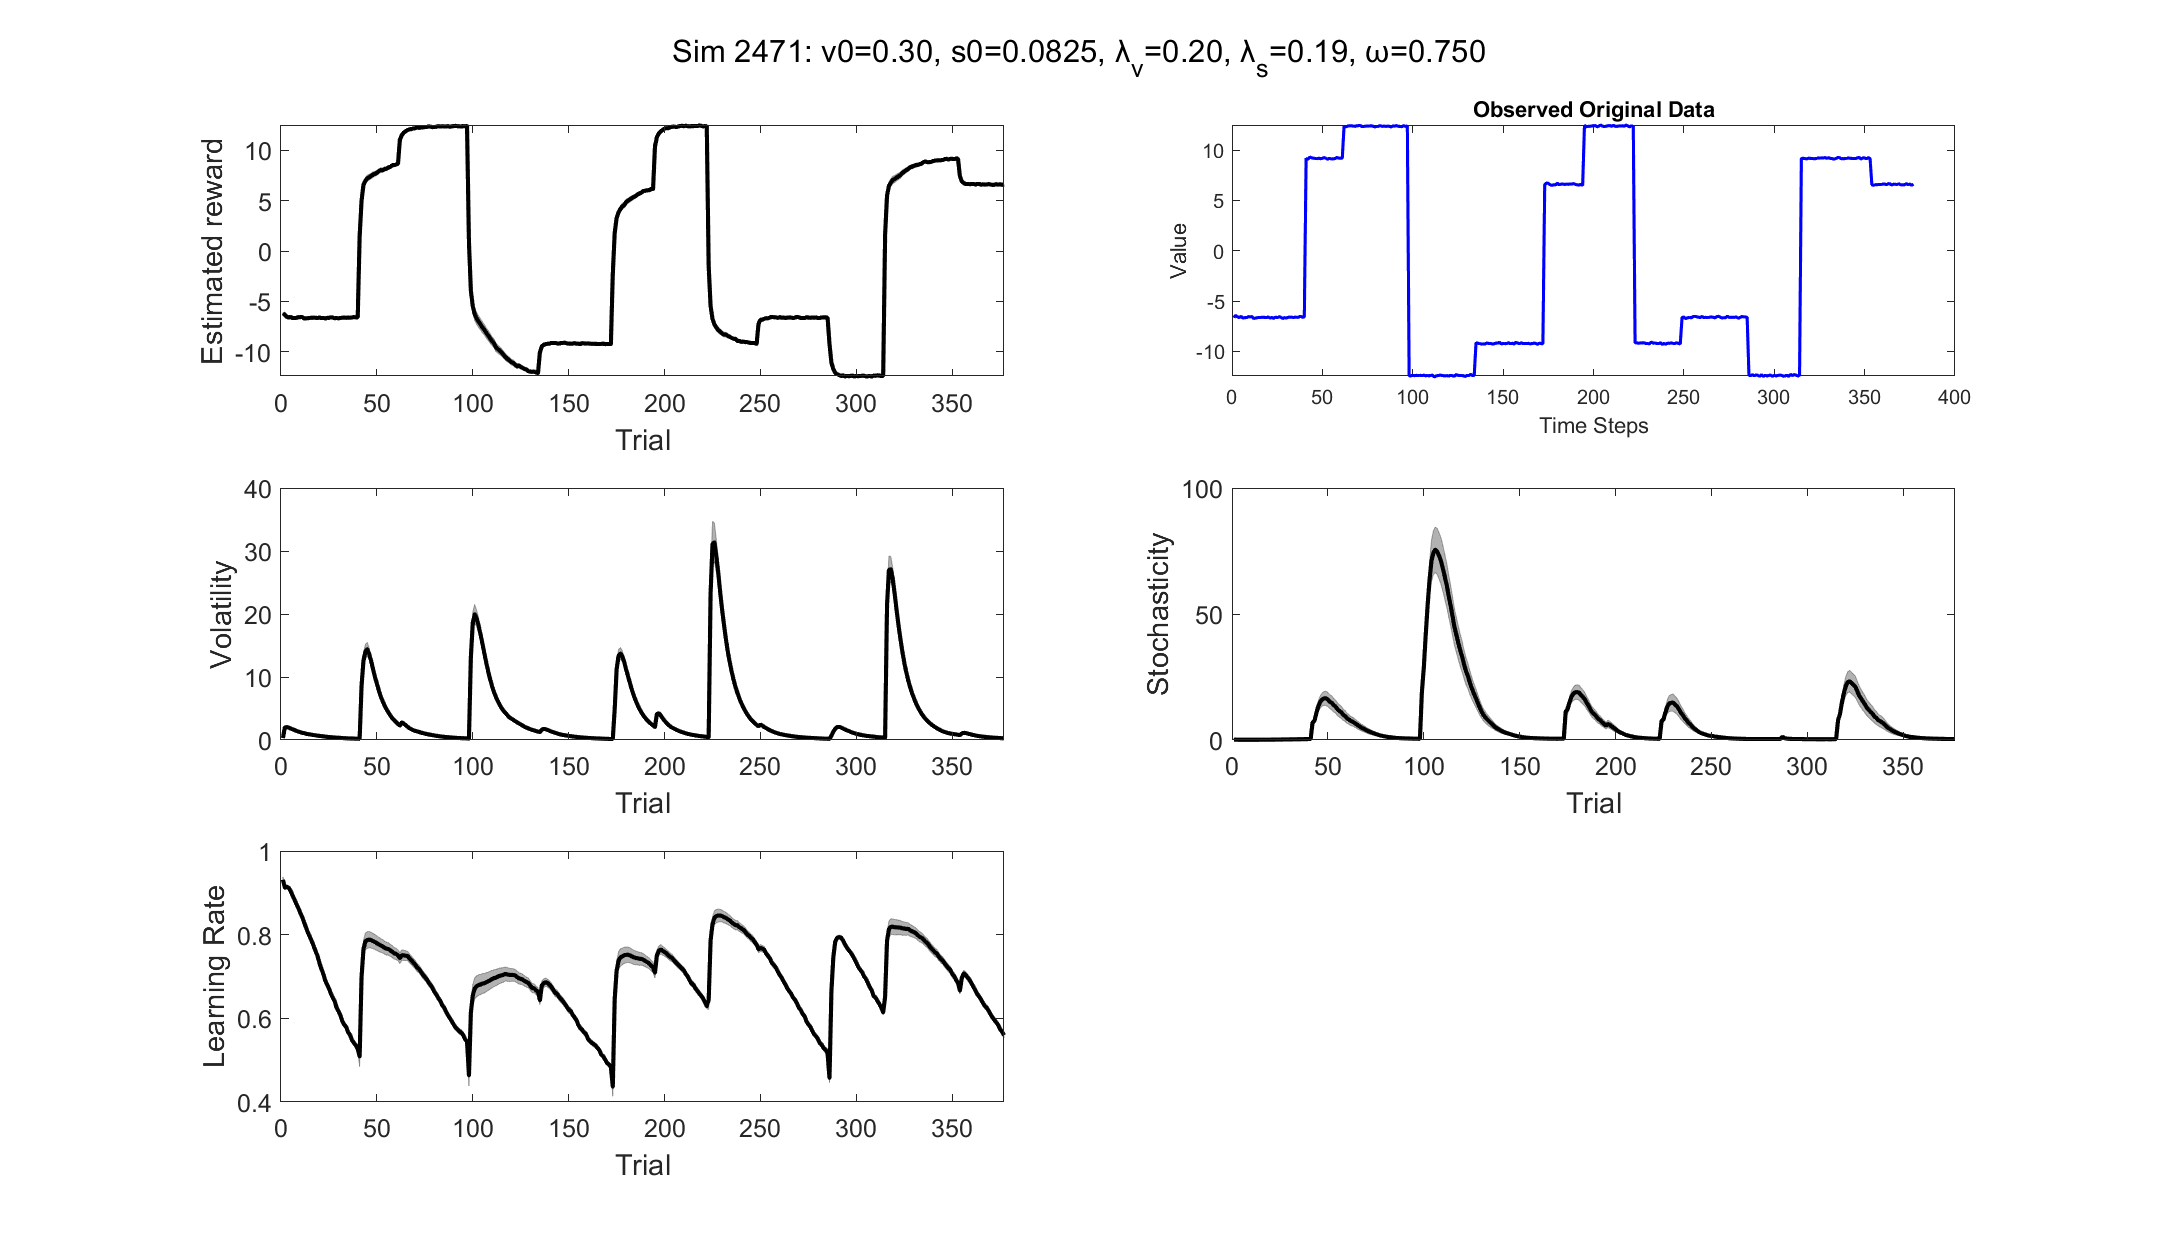 Sim 2471: v0=0.30, s0=0.0825, λ_v=0.20, λ_s=0.19, ω=0.750
Estimated reward
10
5
0
-5
-10
0 50 100 150 200 250 300 350
Trial
Observed Original Data
Value
10
5
0
-5
-10
0 50 100 150 200 250 300 350 400
Time Steps
Volatility
40
30
20
10
0
0 50 100 150 200 250 300 350
Trial
Stochasticity
100
50
0
0 50 100 150 200 250 300 350
Trial
Learning Rate
1
0.8
0.6
0.4
0 50 100 150 200 250 300 350
Trial